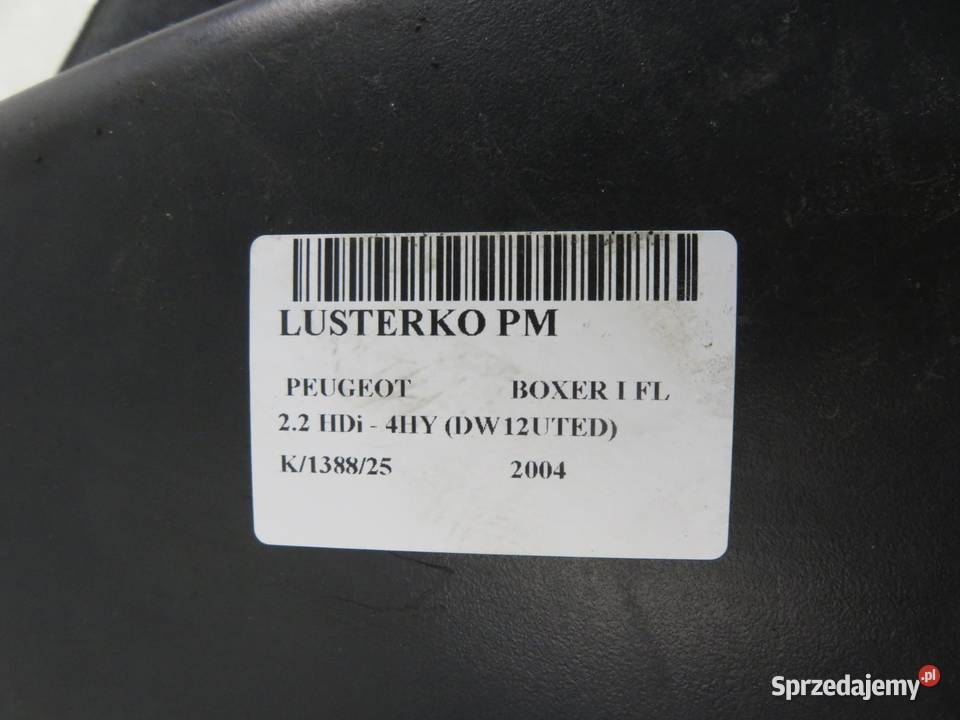 LUSTERKO PM
PEUGEOT BOXER I FL
2.2 HDi - 4HY (DW12UTED)
K/1388/25 2004
Sprzedajemy.pl